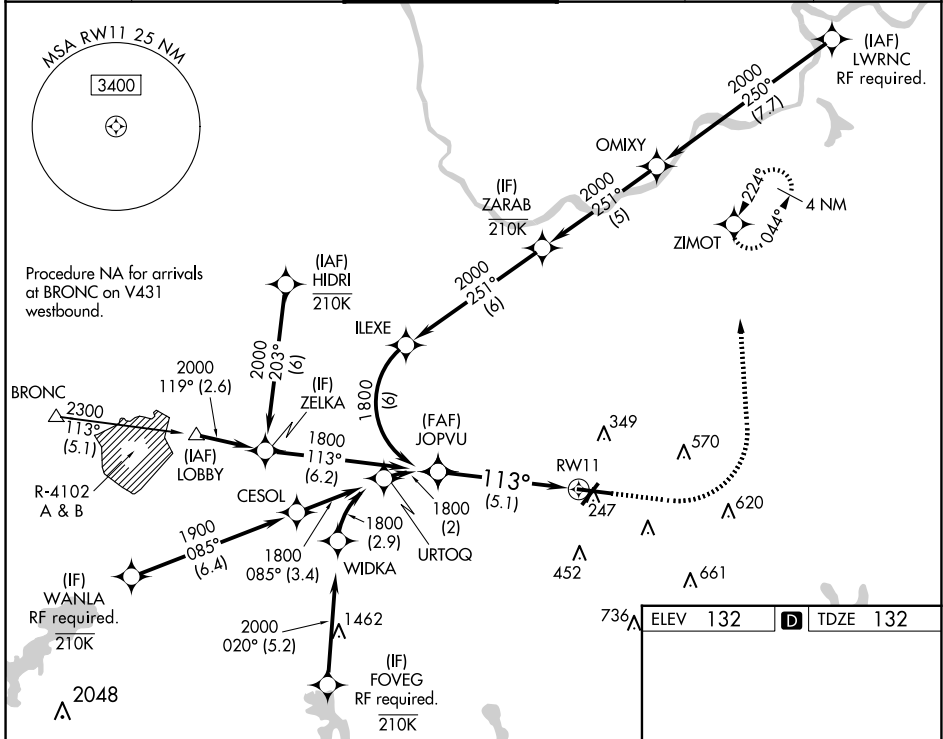 MSA RW11 25 NM
3400
(IAF)
LWRNC
RF required.
2000
250°
(7.7)
OMIXY
2000
251°
(5)
(IF)
ZARAB
210K
224°
044°
4 NM
ZIMOT
Procedure NA for arrivals
at BRONC on V431
westbound.
(IAF)
HIDRI
210K
2000
251°
(6)
ILEXE
2000
203°
(6)
2000
119° (2.6)
(IF)
ZELKA
1800
(6)
BRONC
2300
113°
(5.1)
(IAF)
LOBBY
1800
113°
(6.2)
(FAF)
JOPVU
113°
(5.1)
RW11
247
349
570
620
R-4102
A & B
CESOL
1800
(2)
URTOQ
1800
(2.9)
WIDKA
1900
085°
(6.4)
1800
085° (3.4)
452
661
(IF)
WANLA
RF required.
210K
2000
020° (5.2)
1462
736
(IF)
FOVEG
RF required.
210K
2048
ELEV 132 D TDZE 132